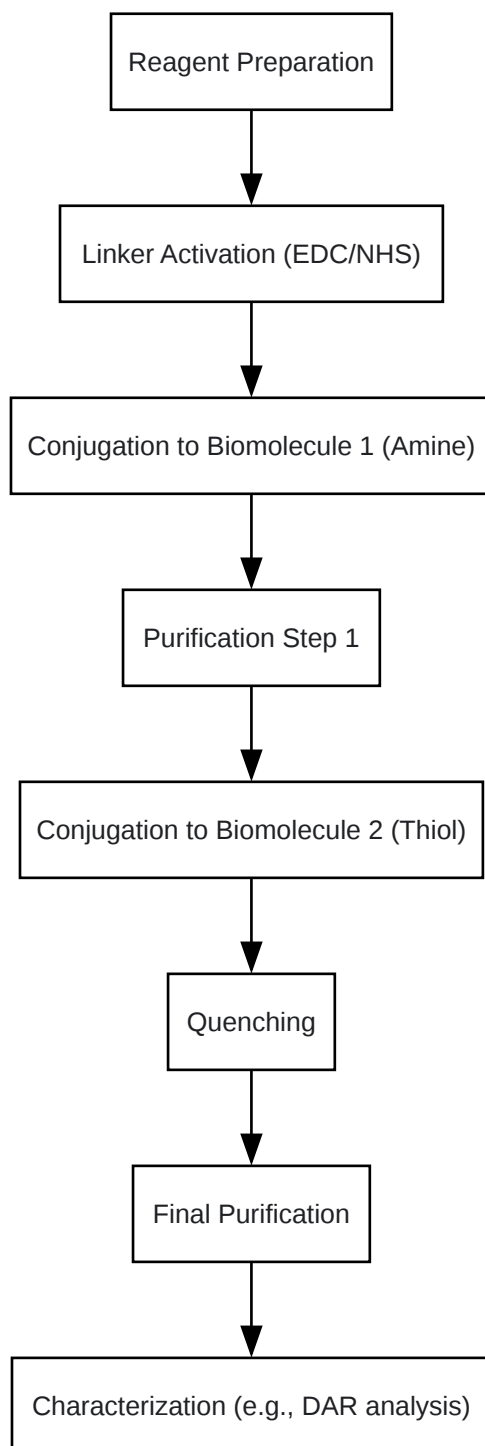 Reagent Preparation
Linker Activation (EDC/NHS)
Conjugation to Biomolecule 1 (Amine)
Purification Step 1
Conjugation to Biomolecule 2 (Thiol)
Quenching
Final Purification
Characterization (e.g., DAR analysis)